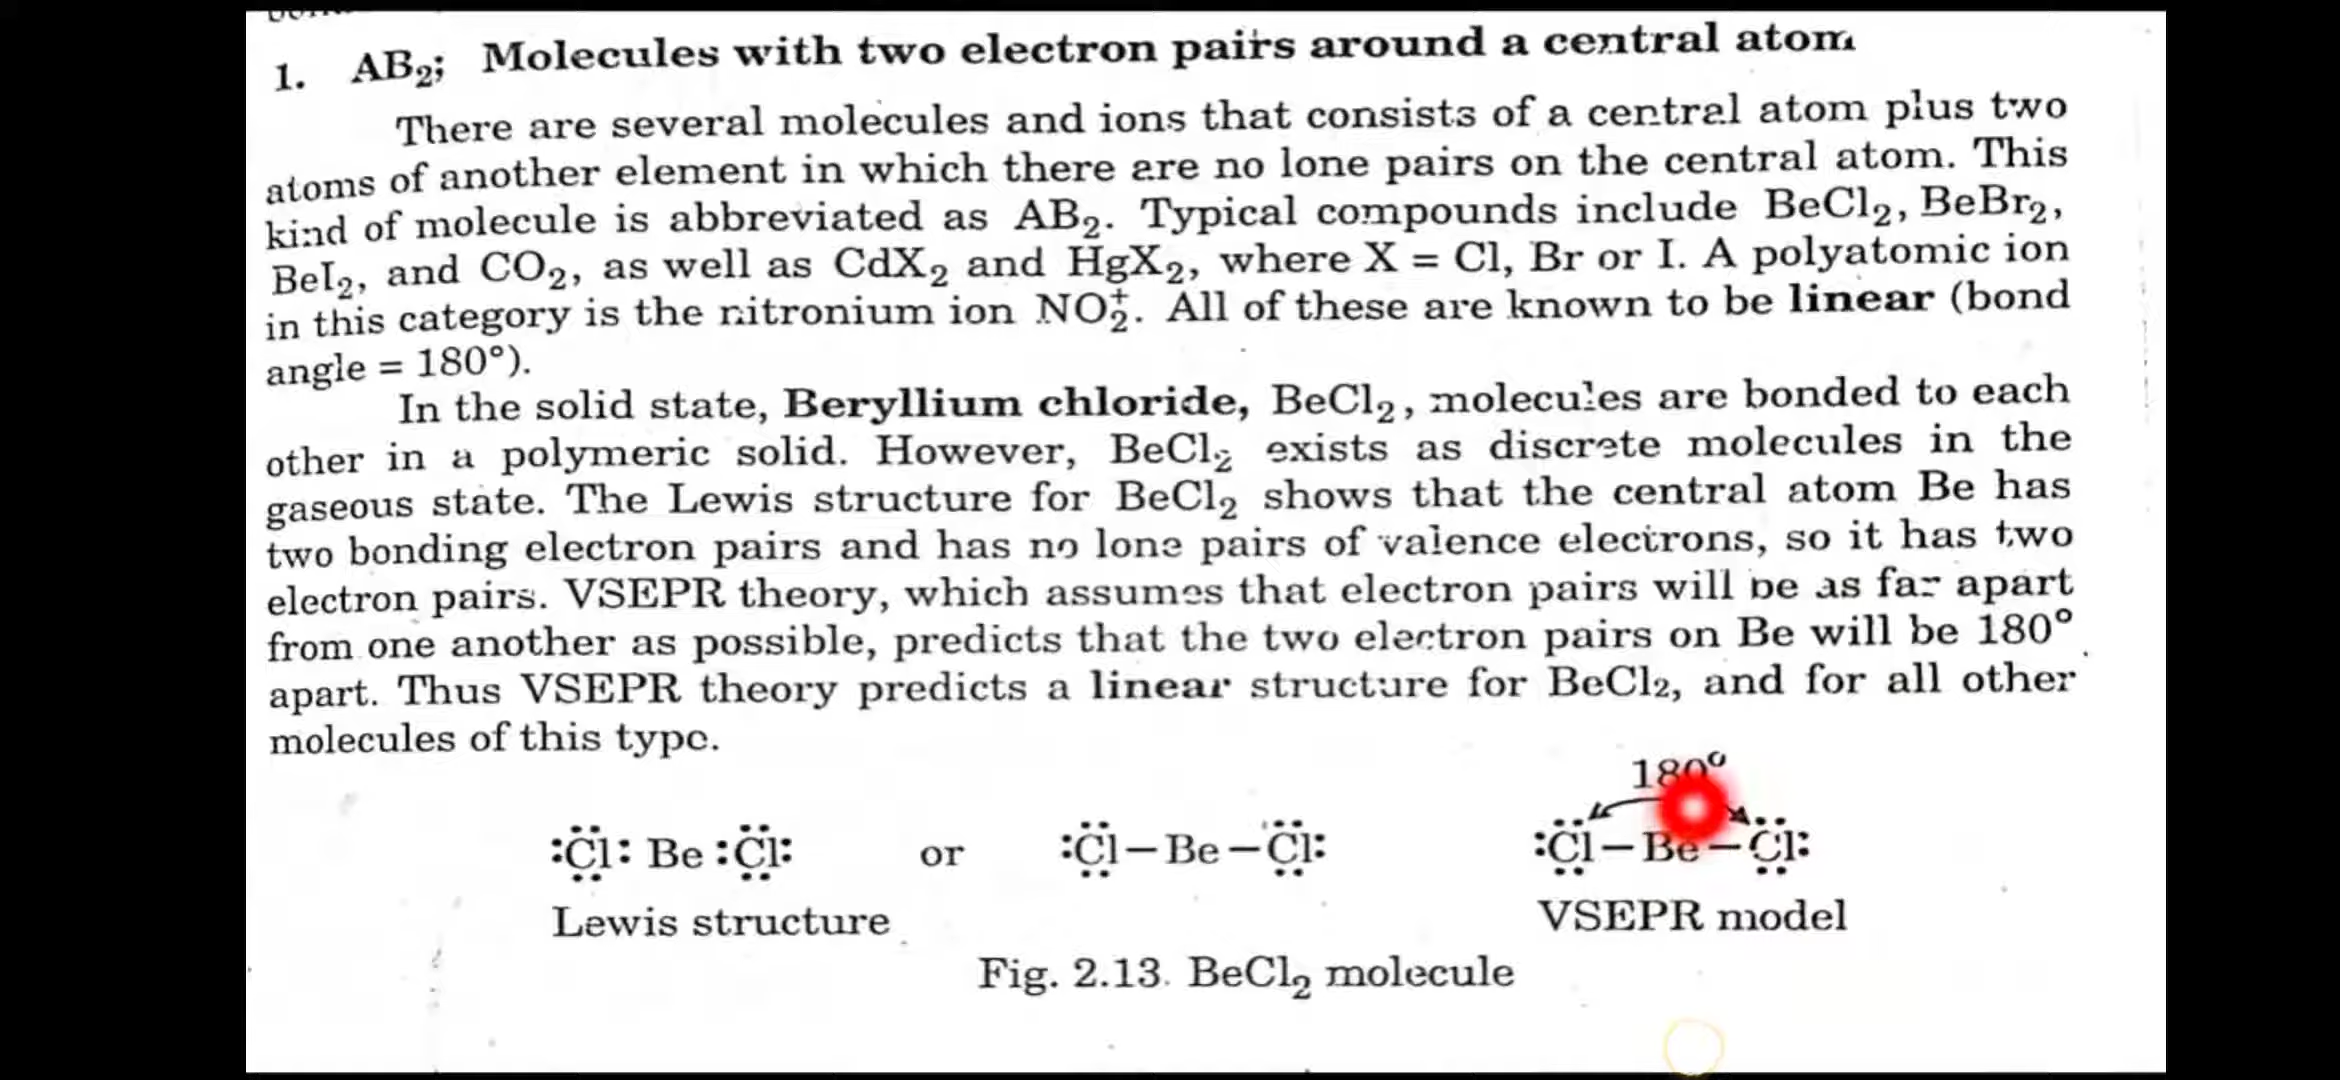 1. AB₂; Molecules with two electron pairs around a central atom
There are several molecules and ions that consists of a central atom plus two
atoms of another element in which there are no lone pairs on the central atom. This
kind of molecule is abbreviated as AB₂. Typical compounds include BeCl₂, BeBr₂,
BeI₂, and CO₂, as well as CdX₂ and HgX₂, where X = Cl, Br or I. A polyatomic ion
in this category is the nitronium ion NO₂⁺. All of these are known to be linear (bond
angle = 180°).
In the solid state, Beryllium chloride, BeCl₂, molecules are bonded to each
other in a polymeric solid. However, BeCl₂ exists as discrete molecules in the
gaseous state. The Lewis structure for BeCl₂ shows that the central atom Be has
two bonding electron pairs and has no lone pairs of valence electrons, so it has two
electron pairs. VSEPR theory, which assumes that electron pairs will be as far apart
from one another as possible, predicts that the two electron pairs on Be will be 180°
apart. Thus VSEPR theory predicts a linear structure for BeCl₂, and for all other
molecules of this type.
180°
:Cl: Be :Cl: or :Cl–Be–Cl: :Cl–Be–Cl:
Lewis structure VSEPR model
Fig. 2.13. BeCl₂ molecule